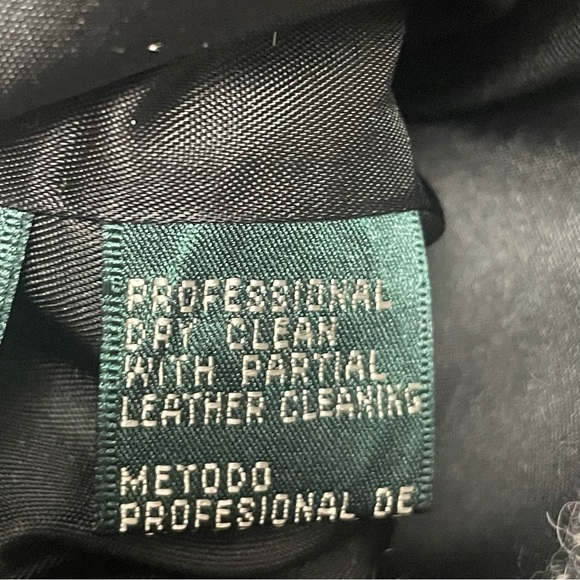 PROFESSIONAL
DRY CLEAN
WITH PARTIAL
LEATHER CLEANING
METODO
PROFESIONAL DE